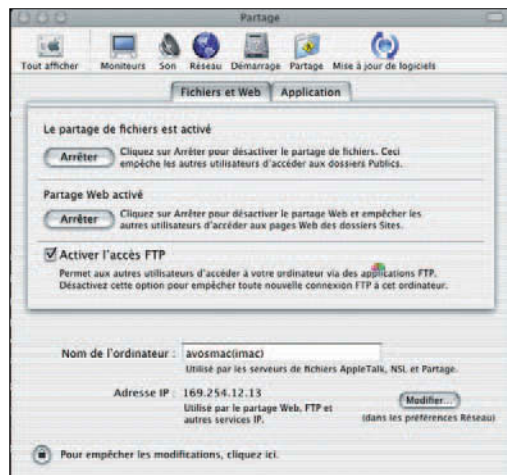 Partage
Tout afficher Moniteurs Son Réseau Démarrage Partage Mise à jour de logiciels
Fichiers et Web Application
Le partage de fichiers est activé
Arrêter
Cliquez sur Arrêter pour désactiver le partage de fichiers. Ceci
empêche les autres utilisateurs d'accéder aux dossiers Publics.
Partage Web activé
Arrêter
Cliquez sur Arrêter pour désactiver le partage Web et empêcher les
autres utilisateurs d'accéder aux pages Web des dossiers Sites.
Activer l'accès FTP
Permet aux autres utilisateurs d'accéder à votre ordinateur via des applications FTP.
Désactivez cette option pour empêcher toute nouvelle connexion FTP à cet ordinateur.
Nom de l'ordinateur : avosmac(imac)
Utilisé par les serveurs de fichiers AppleTalk, NSL et Partage.
Adresse IP : 169.254.12.13
Utilisé par le partage Web, FTP et
autres services IP.
Modifier...
(dans les préférences Réseau)
Pour empêcher les modifications, cliquez ici.